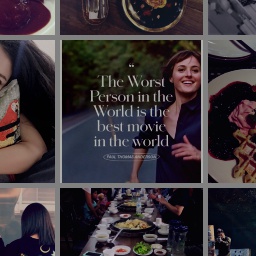 “
The Worst
Person in the
World is the
best movie
in the world
PAUL THOMAS ANDERSON